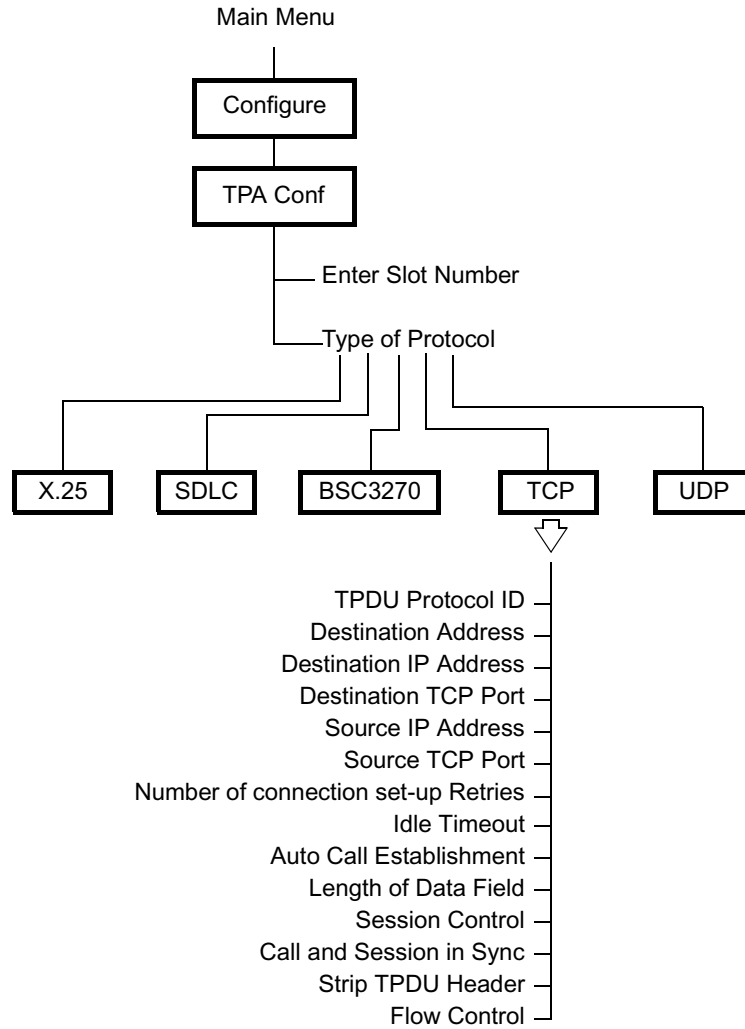 Main Menu
Configure
TPA Conf
Enter Slot Number
Type of Protocol
X.25
SDLC
BSC3270
TCP
UDP
TPDU Protocol ID
Destination Address
Destination IP Address
Destination TCP Port
Source IP Address
Source TCP Port
Number of connection set-up Retries
Idle Timeout
Auto Call Establishment
Length of Data Field
Session Control
Call and Session in Sync
Strip TPDU Header
Flow Control